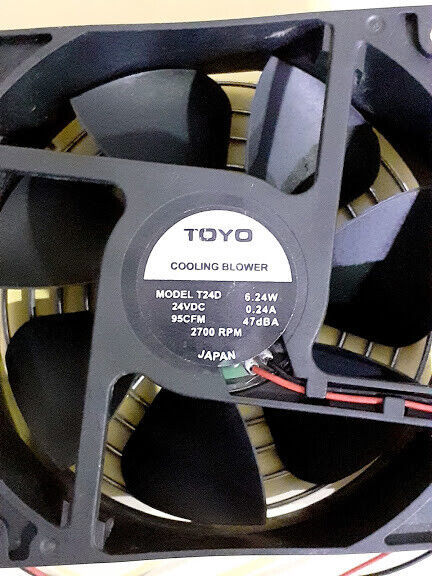 TOYO
COOLING BLOWER
MODEL T24D 6.24W
24VDC 0.24A
95CFM 47dBA
2700 RPM
JAPAN